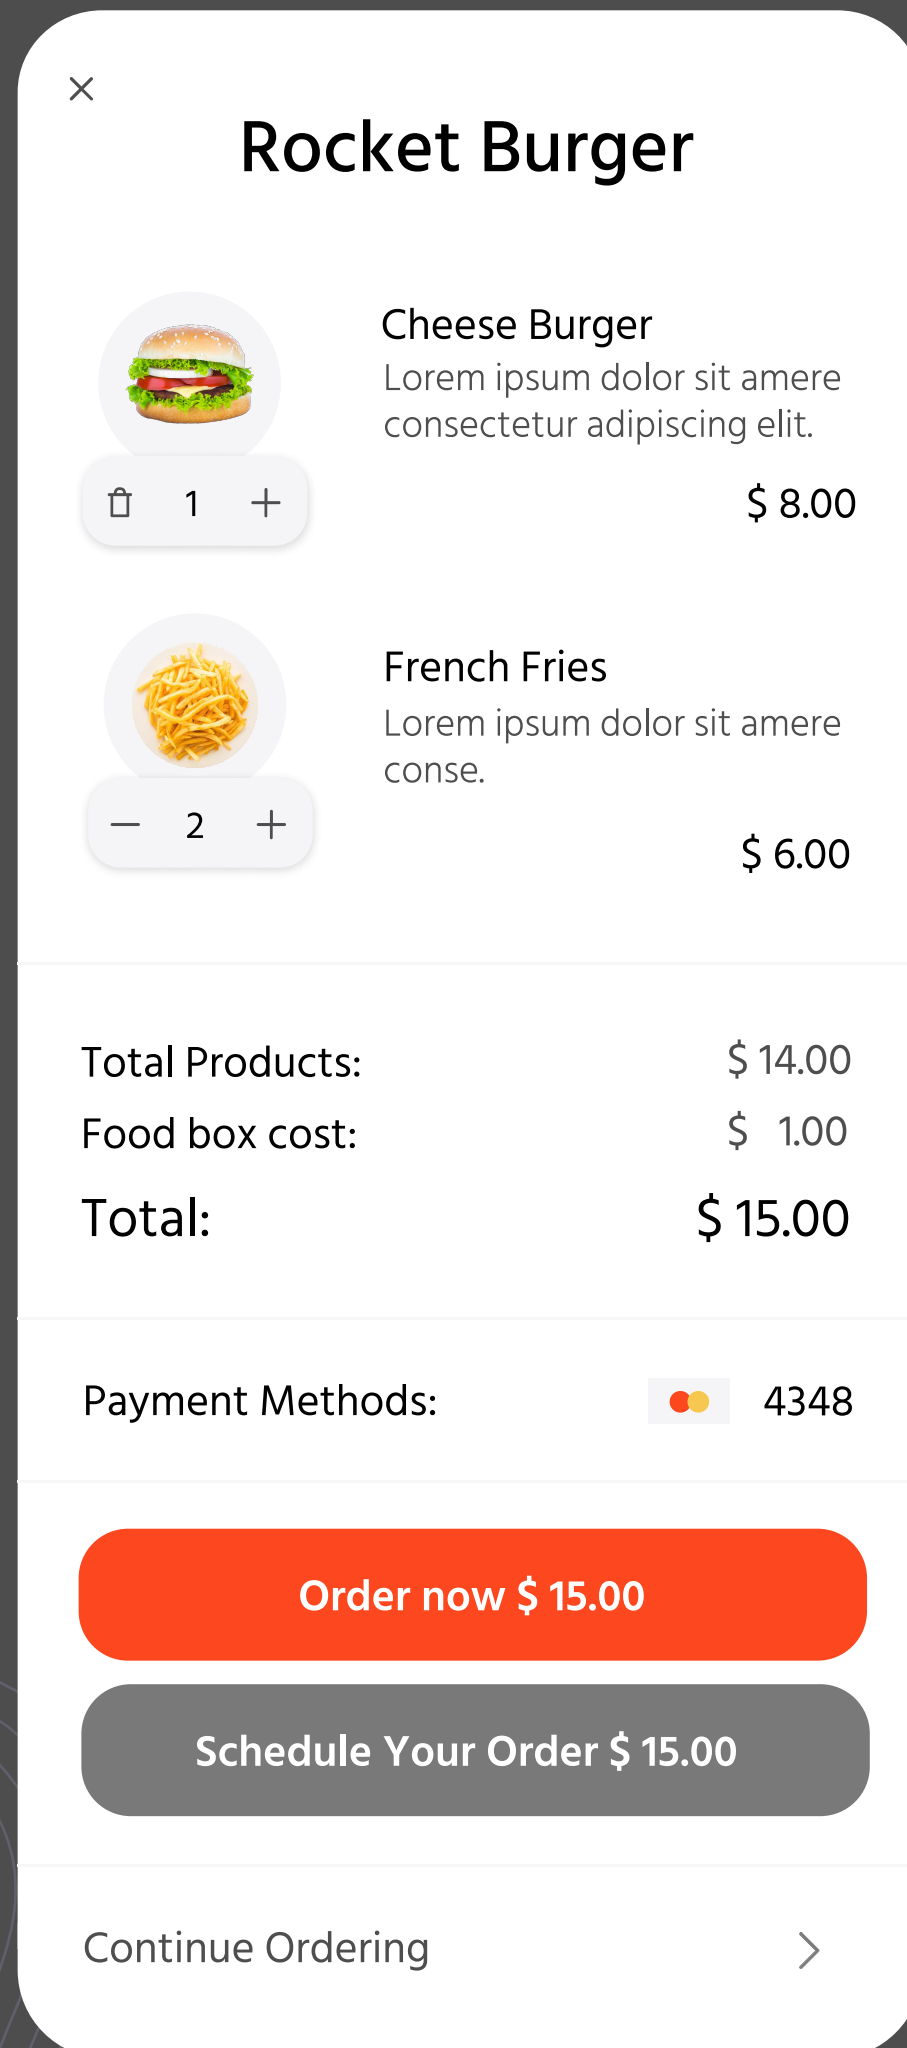 Rocket Burger
Cheese Burger
Lorem ipsum dolor sit amere
consectetur adipiscing elit.
1
$ 8.00
French Fries
Lorem ipsum dolor sit amere
conse.
2
$ 6.00
Total Products: $ 14.00
Food box cost: $ 1.00
Total: $ 15.00
Payment Methods: 4348
Order now $ 15.00
Schedule Your Order $ 15.00
Continue Ordering